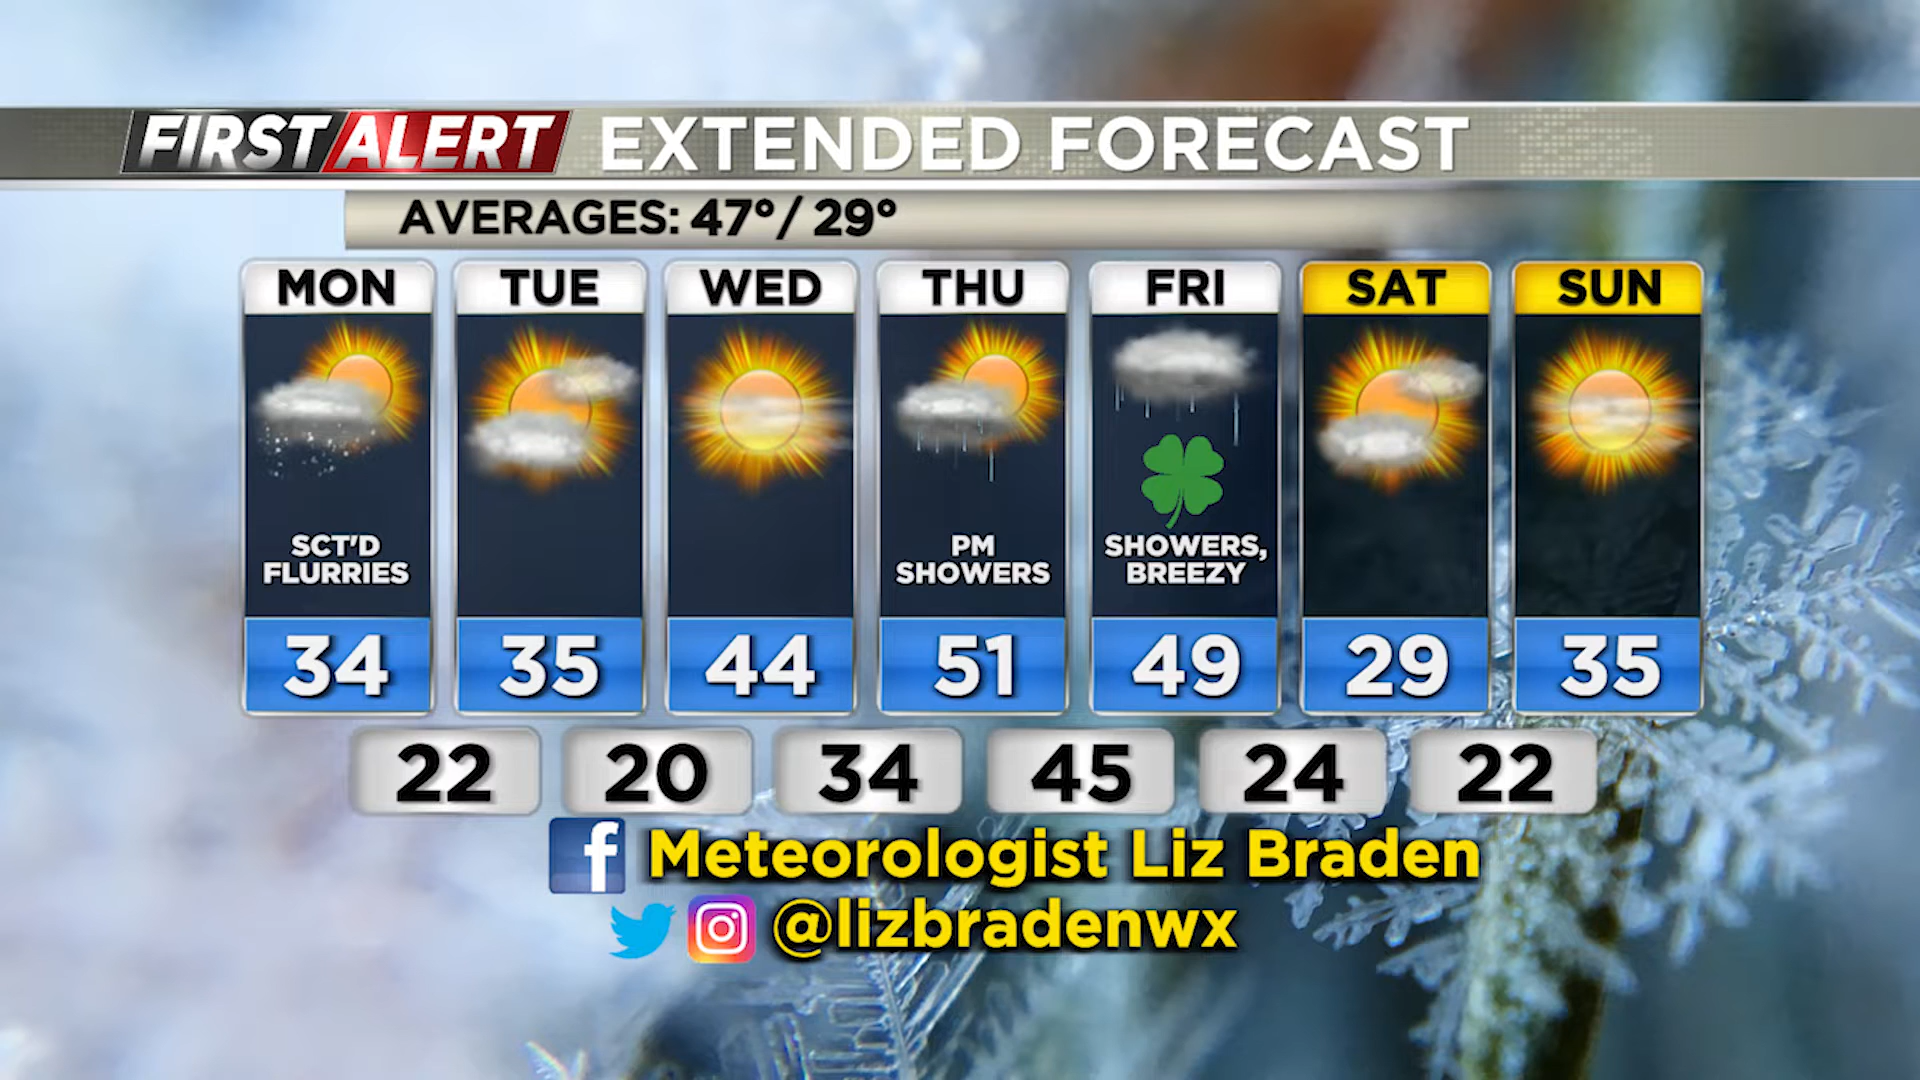 FIRST ALERT EXTENDED FORECAST
AVERAGES: 47°/ 29°
MON TUE WED THU FRI SAT SUN
SCT'D
FLURRIES
PM
SHOWERS
SHOWERS,
BREEZY
34 35 44 51 49 29 35
22 20 34 45 24 22
f Meteorologist Liz Braden
@lizbradenwx